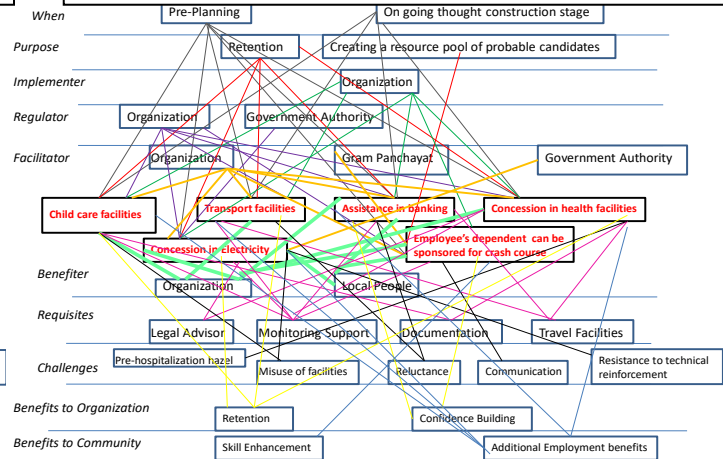 When
Pre-Planning
On going thought construction stage
Purpose
Retention
Creating a resource pool of probable candidates
Implementer
Organization
Regulator
Organization
Government Authority
Facilitator
Organization
Gram Panchayat
Government Authority
Child care facilities
Transport facilities
Assistance in banking
Concession in health facilities
Concession in electricity
Employee's dependent can be
sponsored for crash course
Benefiter
Organization
Local People
Requisites
Legal Advisor
Monitoring Support
Documentation
Travel Facilities
Challenges
Pre-hospitalization hazel
Misuse of facilities
Reluctance
Communication
Resistance to technical
reinforcement
Benefits to Organization
Retention
Confidence Building
Benefits to Community
Skill Enhancement
Additional Employment benefits